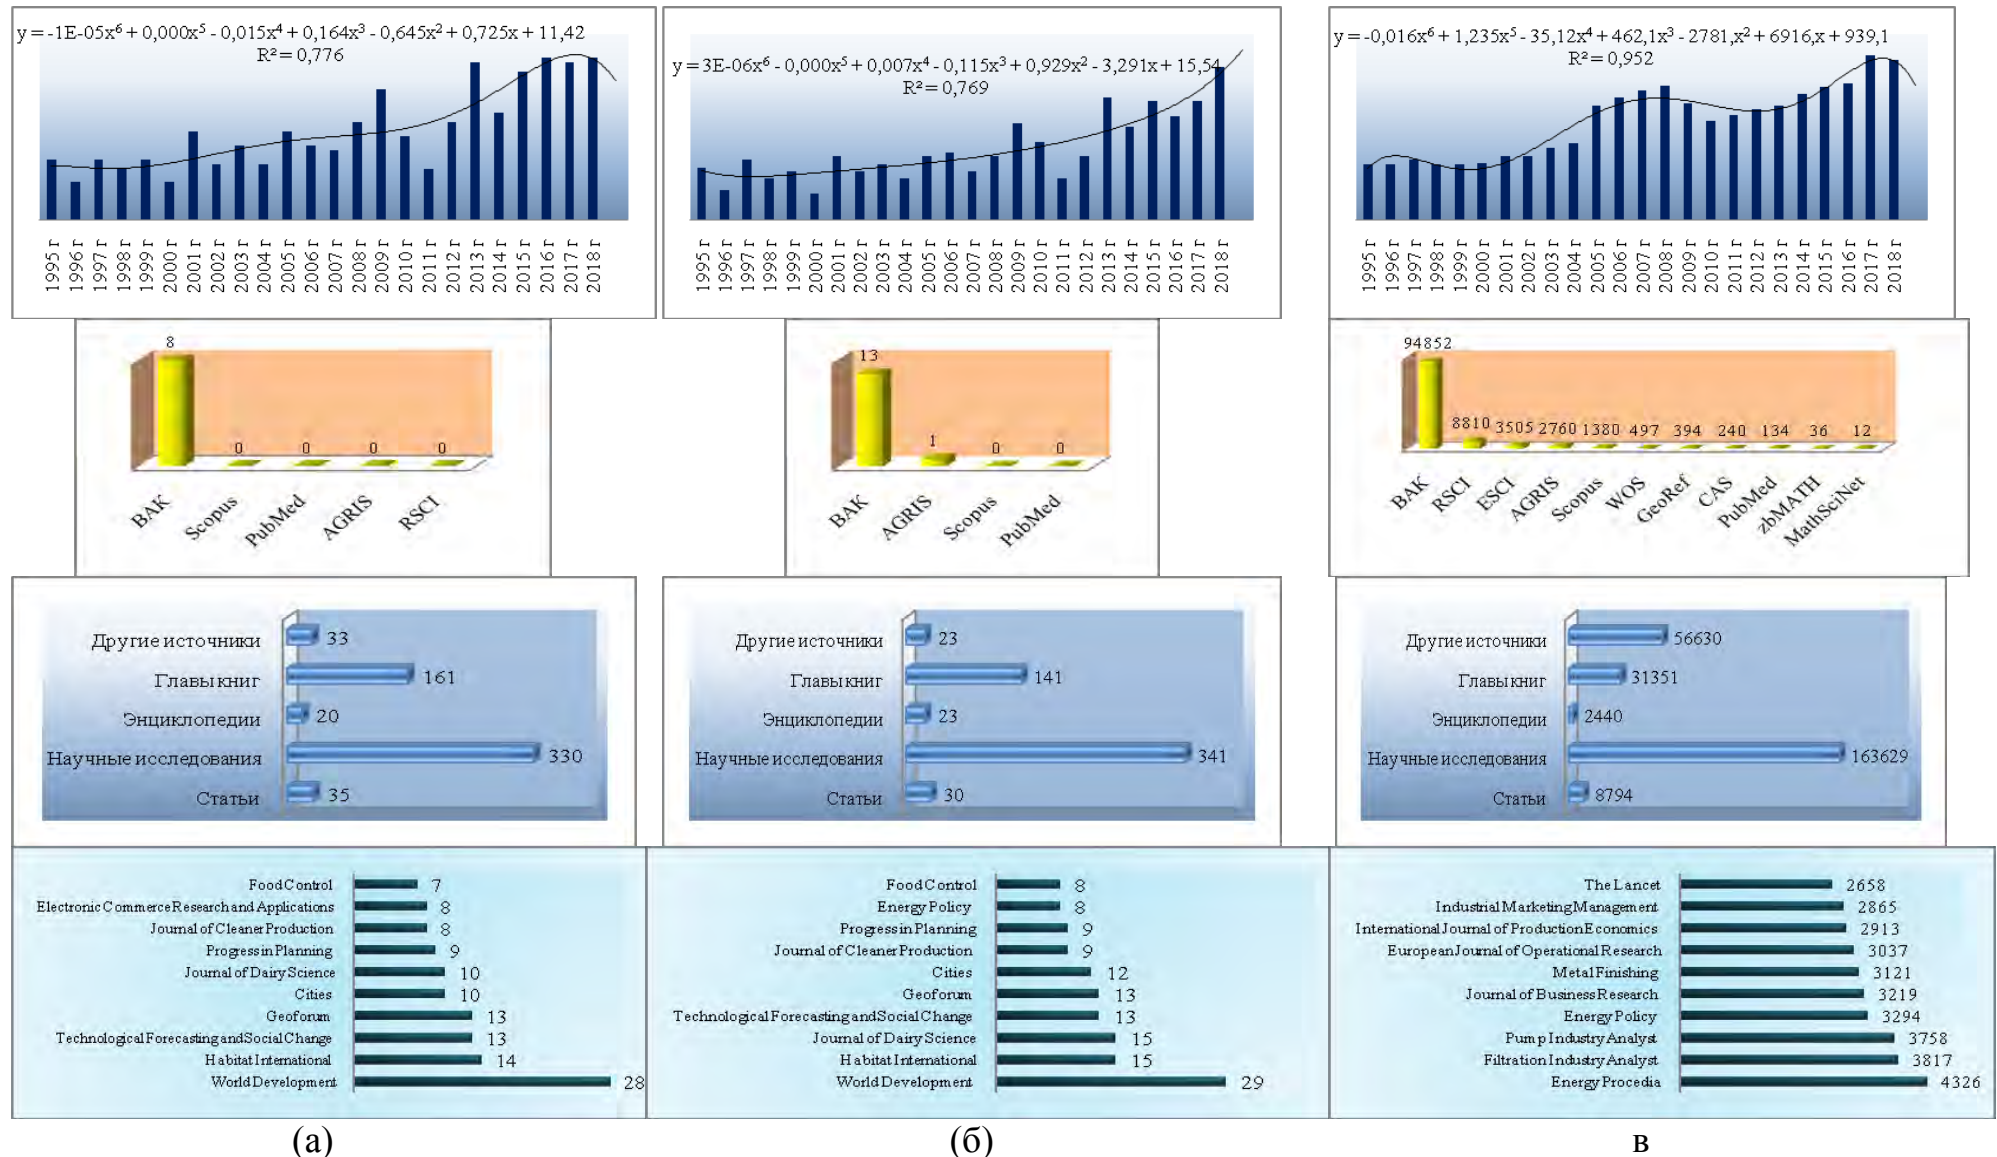 y = -1E-05x⁶ + 0,000x⁵ - 0,015x⁴ + 0,164x³ - 0,645x² + 0,725x + 11,42
R² = 0,776
1995 г
1996 г
1997 г
1998 г
1999 г
2000 г
2001 г
2002 г
2003 г
2004 г
2005 г
2006 г
2007 г
2008 г
2009 г
2010 г
2011 г
2012 г
2013 г
2014 г
2015 г
2016 г
2017 г
2018 г
y = 3E-06x⁶ - 0,000x⁵ + 0,007x⁴ - 0,115x³ + 0,929x² - 3,291x + 15,54
R² = 0,769
1995 г
1996 г
1997 г
1998 г
1999 г
2000 г
2001 г
2002 г
2003 г
2004 г
2005 г
2006 г
2007 г
2008 г
2009 г
2010 г
2011 г
2012 г
2013 г
2014 г
2015 г
2016 г
2017 г
2018 г
y = -0,016x⁶ + 1,235x⁵ - 35,12x⁴ + 462,1x³ - 2781,x² + 6916,x + 939,1
R² = 0,952
1995 г
1996 г
1997 г
1998 г
1999 г
2000 г
2001 г
2002 г
2003 г
2004 г
2005 г
2006 г
2007 г
2008 г
2009 г
2010 г
2011 г
2012 г
2013 г
2014 г
2015 г
2016 г
2017 г
2018 г
8 0 0 0 0
ВАК Scopus PubMed AGRIS RSCI
13 1 0 0
ВАК AGRIS Scopus PubMed
94852 8810 3505 2760 1380 497 394 240 134 36 12
ВАК RSCI ESCI AGRIS Scopus WOS GeoRef CAS PubMed zbMATH MathSciNet
Другие источники 33
Главы книг 161
Энциклопедии 20
Научные исследования 330
Статьи 35
Другие источники 23
Главы книг 141
Энциклопедии 23
Научные исследования 341
Статьи 30
Другие источники 56630
Главы книг 31351
Энциклопедии 2440
Научные исследования 163629
Статьи 8794
Food Control 7
Electronic Commerce Research and Applications 8
Journal of Cleaner Production 8
Progress in Planning 9
Journal of Dairy Science 10
Cities 10
Geoforum 13
Technological Forecasting and Social Change 13
Habitat International 14
World Development 28
Food Control 8
Energy Policy 8
Progress in Planning 9
Journal of Cleaner Production 9
Cities 12
Geoforum 13
Technological Forecasting and Social Change 13
Journal of Dairy Science 15
Habitat International 15
World Development 29
The Lancet 2658
Industrial Marketing Management 2865
International Journal of Production Economics 2913
European Journal of Operational Research 3037
Metal Finishing 3121
Journal of Business Research 3219
Energy Policy 3294
Pump Industry Analyst 3758
Filtration Industry Analyst 3817
Energy Procedia 4326
(а) (б) в